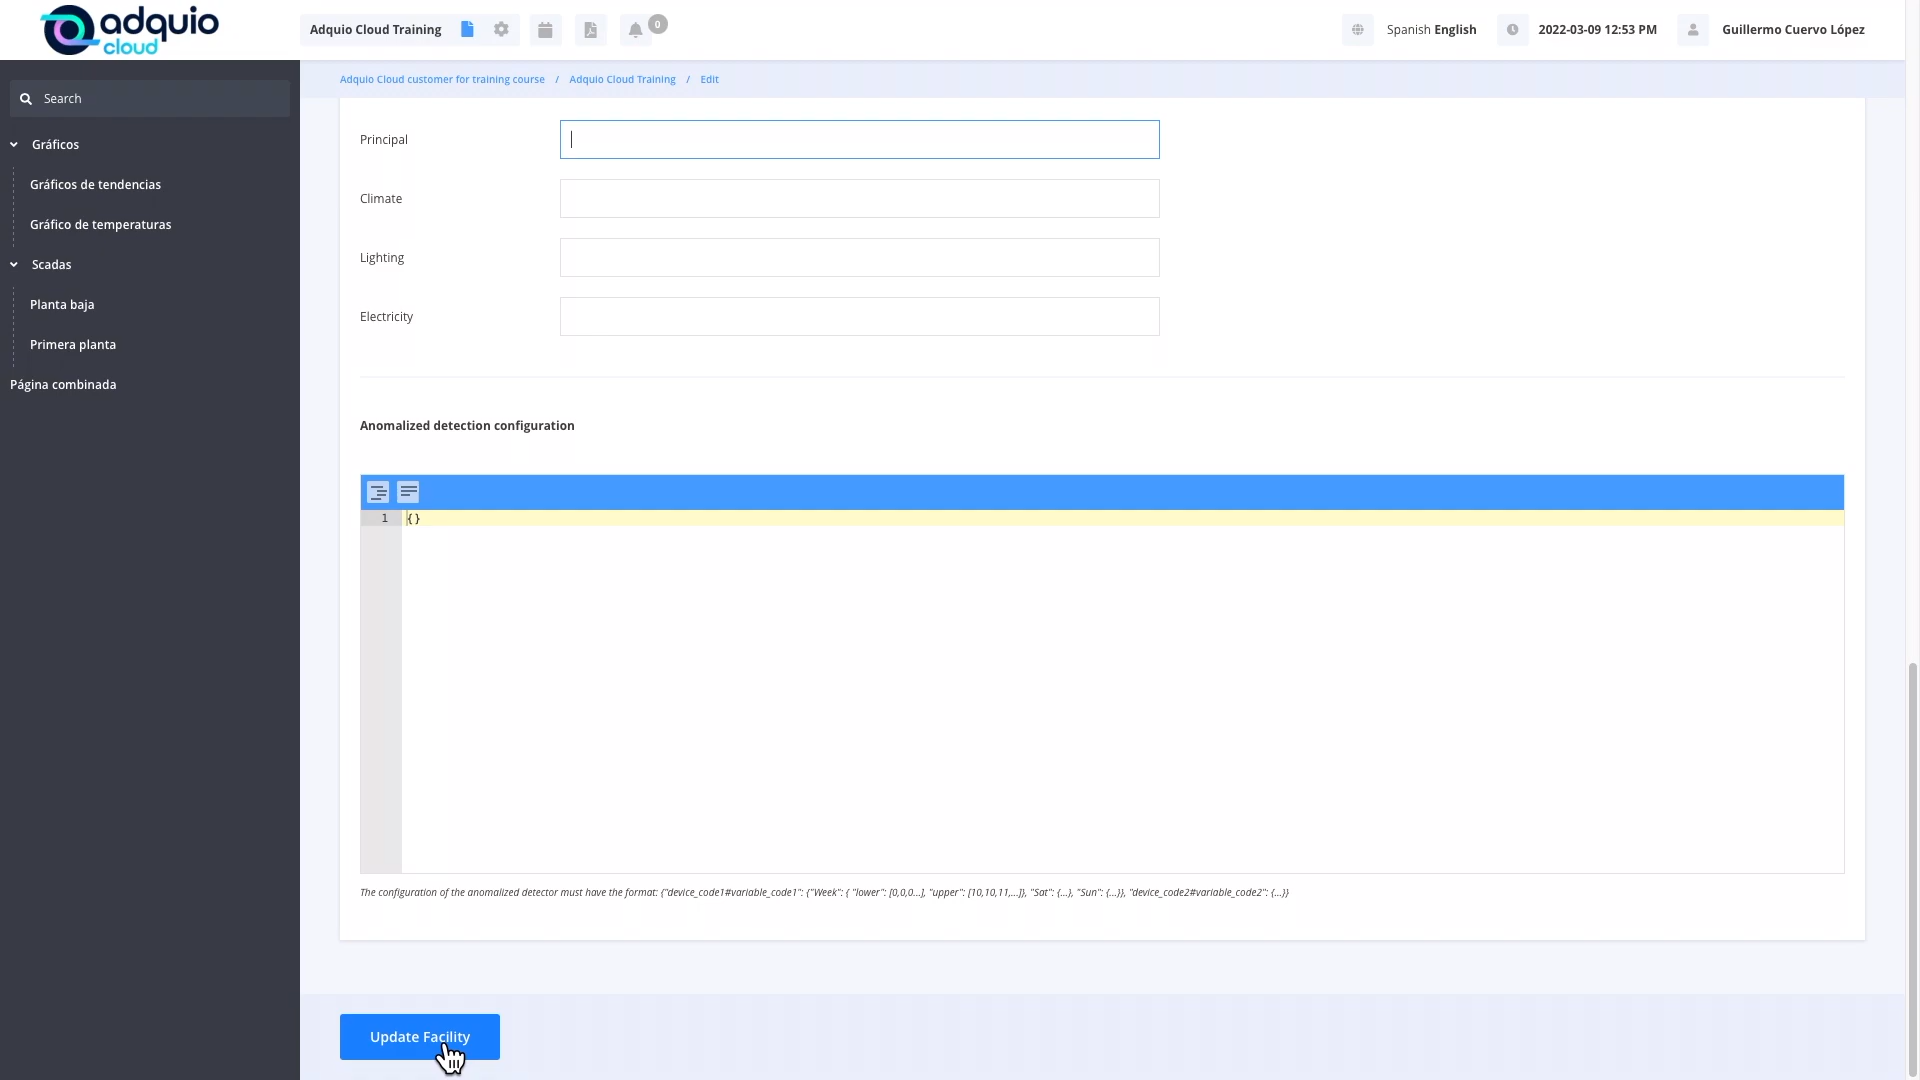 adquio
cloud
Adquio Cloud Training
0
Spanish English
2022-03-09 12:53 PM
Guillermo Cuervo López
Search
Gráficos
Gráficos de tendencias
Gráfico de temperaturas
Scadas
Planta baja
Primera planta
Página combinada
Adquio Cloud customer for training course / Adquio Cloud Training / Edit
Principal
Climate
Lighting
Electricity
Anomalized detection configuration
1 {}
The configuration of the anomalized detector must have the format: {"device_code1#variable_code1": {"Week": { "lower": [0,0,0...], "upper": [10,10,11,...]}, "Sat": {...}, "Sun": {...}}, "device_code2#variable_code2": {...}}
Update Facility